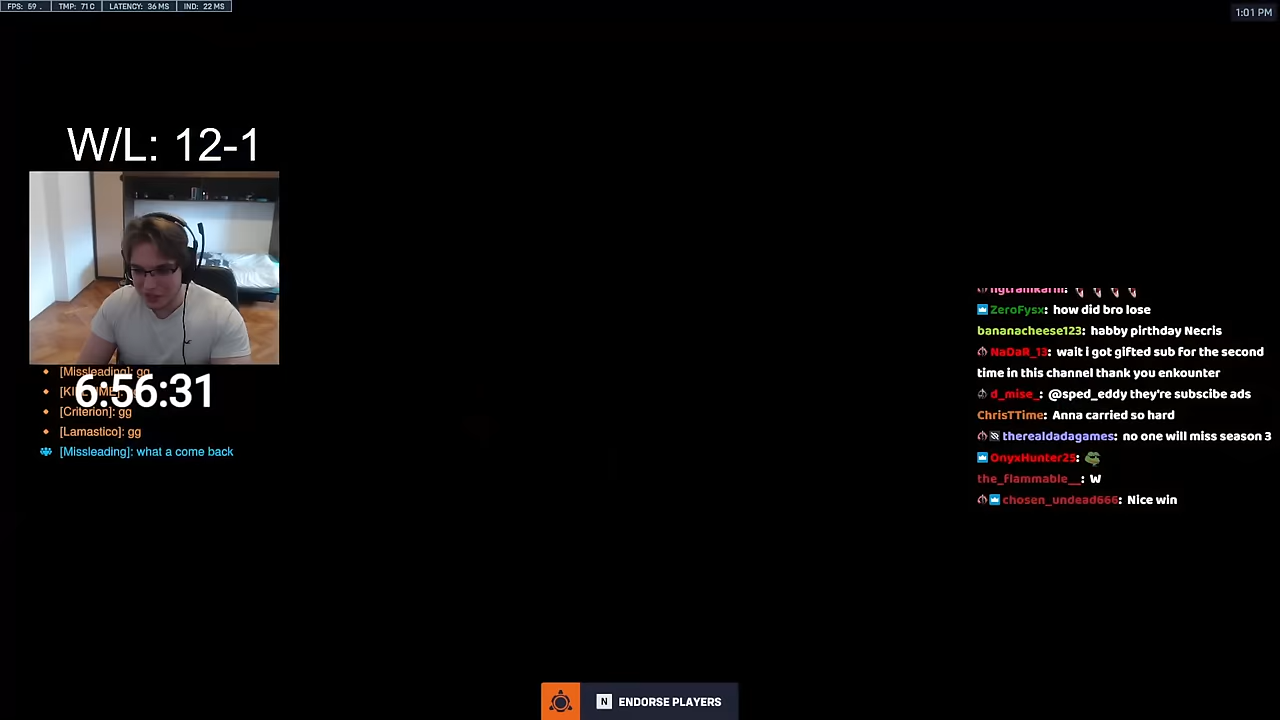 FPS: 59 . TMP: 71 C LATENCY: 36 MS IND: 22 MS
1:01 PM
W/L: 12-1
[Missleading]: gg
6:56:31
[Criterion]: gg
[Lamastico]: gg
[Missleading]: what a come back
ZeroFysx: how did bro lose
bananacheese123: habby pirthday Necris
NaDaR_13: wait i got gifted sub for the second
time in this channel thank you enkounter
d_mise_: @sped_eddy they're subscibe ads
ChrisTTime: Anna carried so hard
therealdadagames: no one will miss season 3
OnyxHunter25:
the_flammable__: W
chosen_undead666: Nice win
N ENDORSE PLAYERS